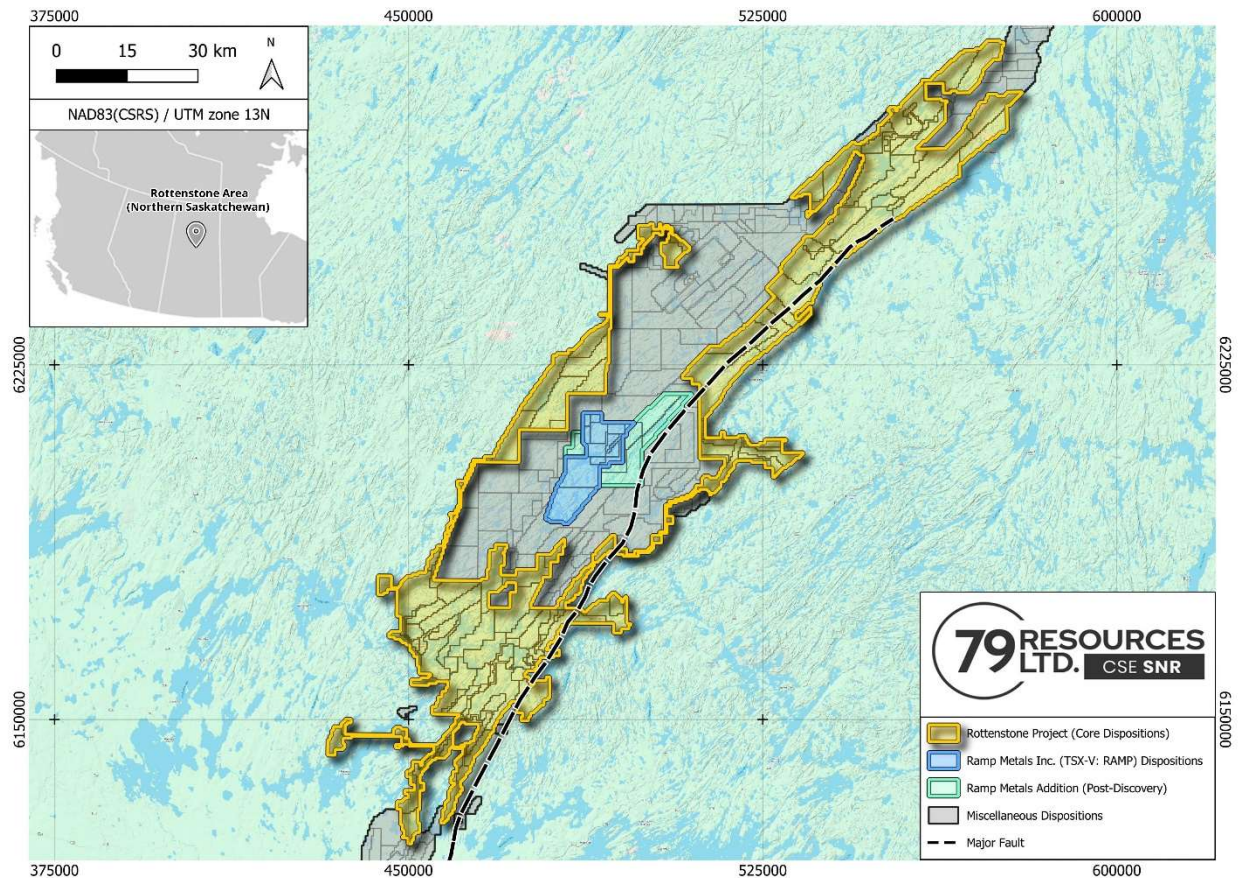 375000
450000
525000
600000
0 15 30 km
N
NAD83(CSRS) / UTM zone 13N
Rottenstone Area
(Northern Saskatchewan)
6225000
6225000
6150000
6150000
79 RESOURCES
LTD. CSE SNR
Rottenstone Project (Core Dispositions)
Ramp Metals Inc. (TSX-V: RAMP) Dispositions
Ramp Metals Addition (Post-Discovery)
Miscellaneous Dispositions
Major Fault
375000
450000
525000
600000